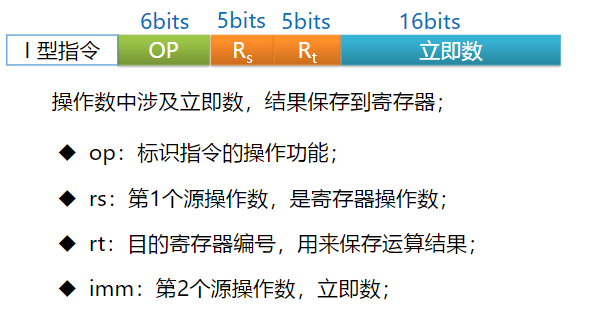 6bits 5bits 5bits 16bits
I 型指令 OP Rs Rt 立即数
操作数中涉及立即数，结果保存到寄存器；
◆ op：标识指令的操作功能；
◆ rs：第1个源操作数，是寄存器操作数；
◆ rt：目的寄存器编号，用来保存运算结果；
◆ imm：第2个源操作数，立即数；